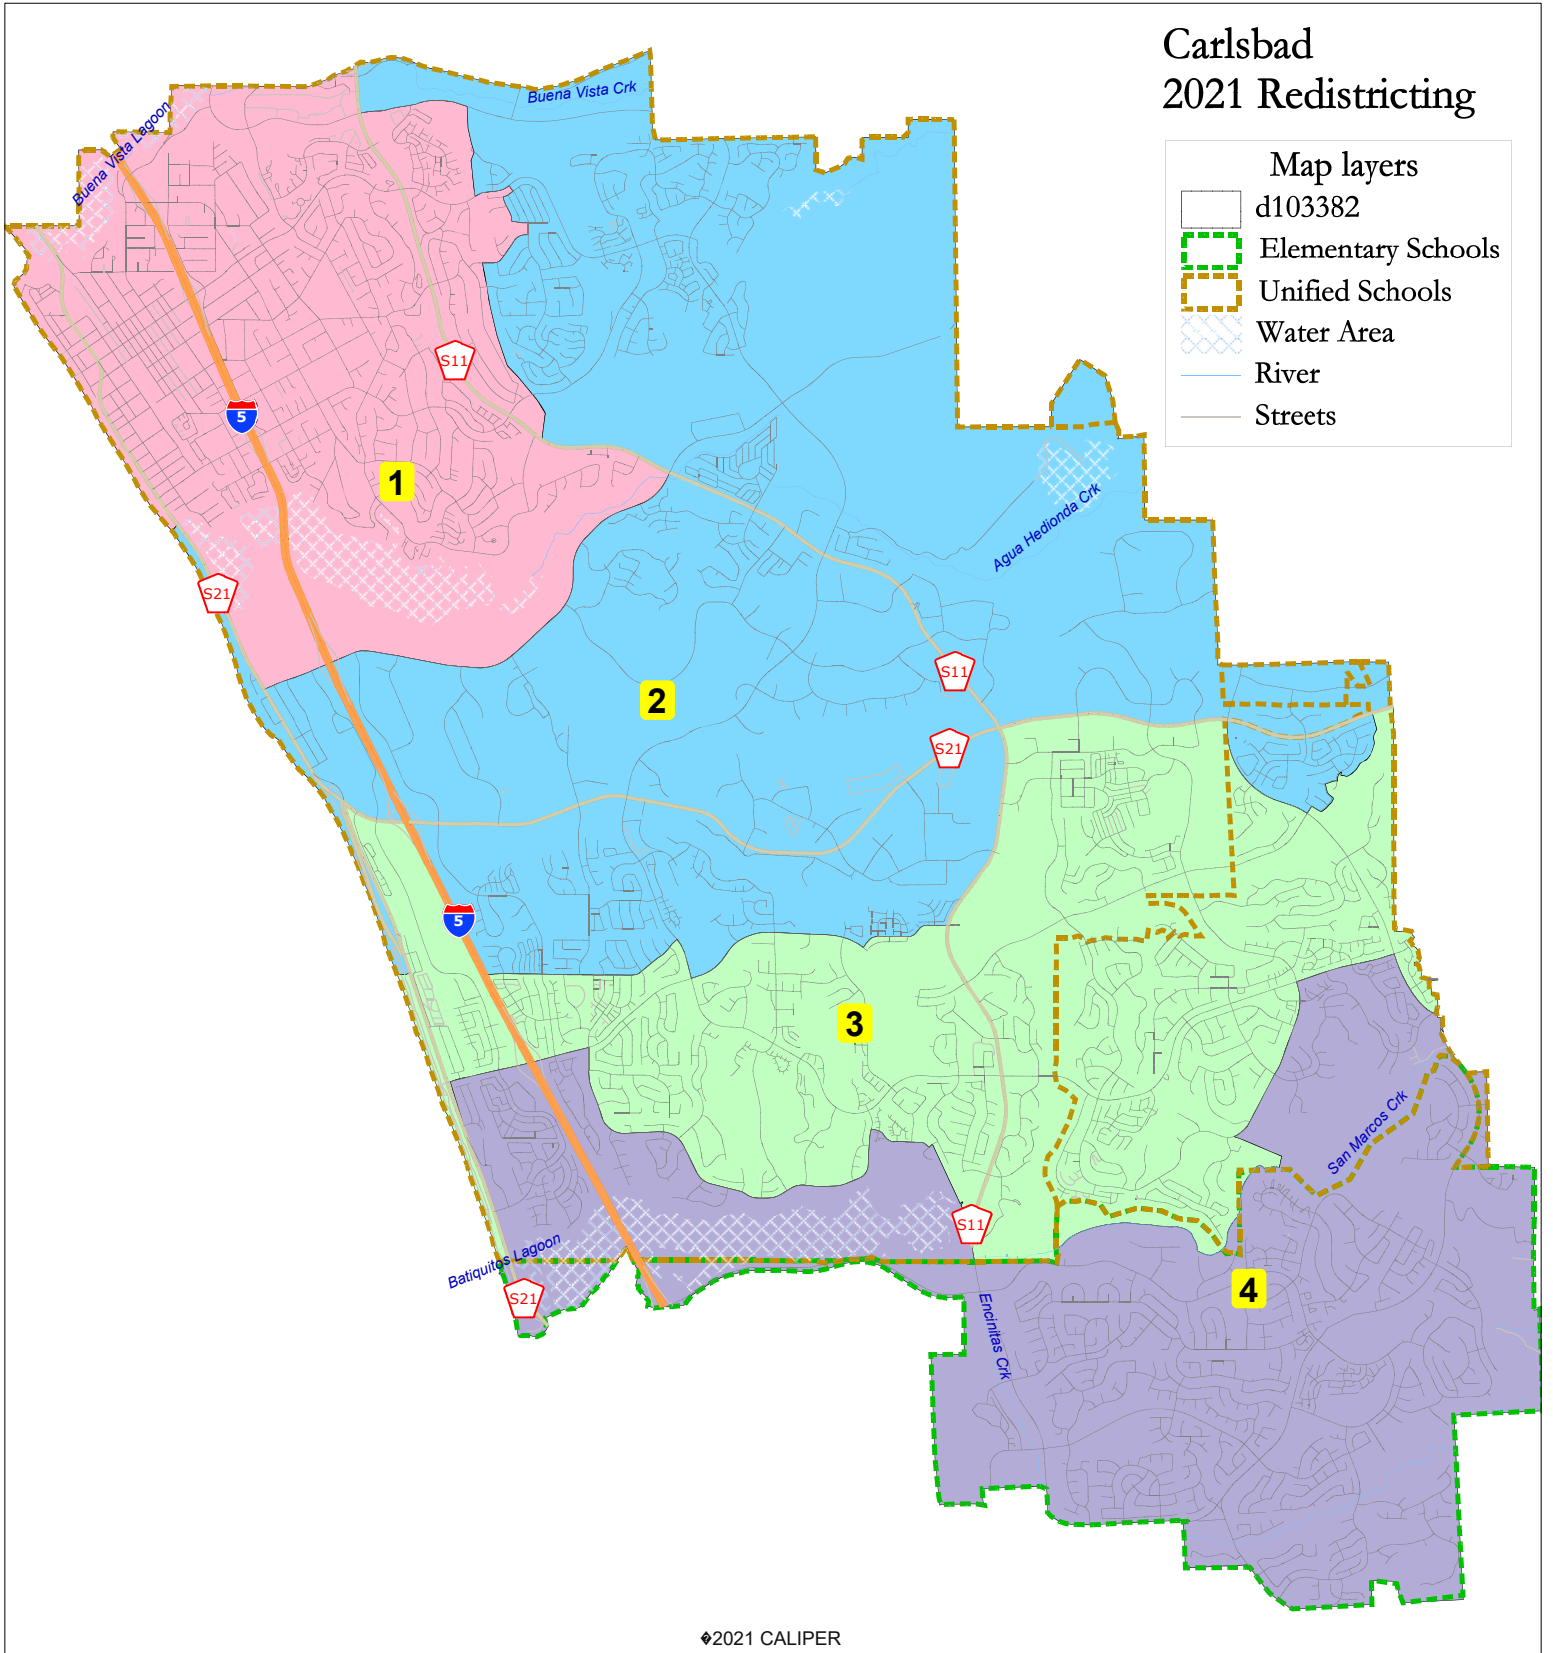 Carlsbad
2021 Redistricting
Map layers
d103382
Elementary Schools
Unified Schools
Water Area
River
Streets
Buena Vista Crk
Buena Vista Lagoon
S11
5
1
Agua Hedionda Crk
S21
S11
2
S21
5
3
San Marcos Crk
S11
Batiquitos Lagoon
4
S21
Encinitas Crk
�2021 CALIPER